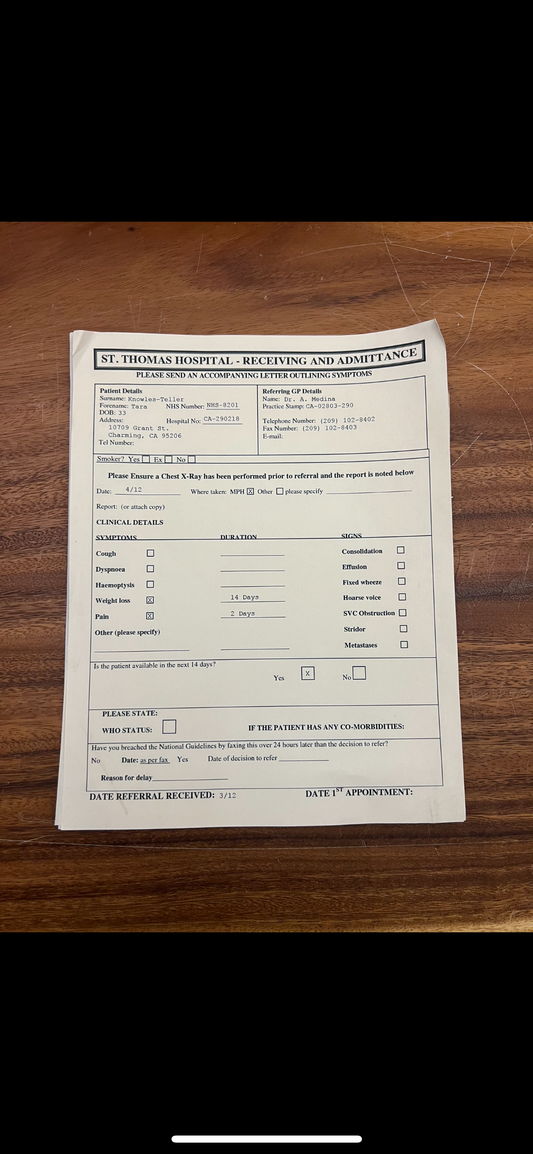 ST. THOMAS HOSPITAL - RECEIVING AND ADMITTANCE
PLEASE SEND AN ACCOMPANYING LETTER OUTLINING SYMPTOMS
Patient Details
Surname: Knowles-Teller
Forename: Tara NHS Number: NHS-8201
DOB: 33
Address: Hospital No: CA-290218
10709 Grant St.
Charming, CA 95206
Tel Number:
Referring GP Details
Name: Dr. A. Medina
Practice Stamp: CA-02803-290
Telephone Number: (209) 102-8402
Fax Number: (209) 102-8403
E-mail:
Smoker? Yes Ex No
Please Ensure a Chest X-Ray has been performed prior to referral and the report is noted below
Date: 4/12 Where taken: MPH X Other please specify
Report: (or attach copy)
CLINICAL DETAILS
SYMPTOMS DURATION SIGNS
Cough Consolidation
Dyspnoea Effusion
Haemoptysis Fixed wheeze
Weight loss X 14 Days Hoarse voice
Pain X 2 Days SVC Obstruction
Other (please specify) Stridor
Metastases
Is the patient available in the next 14 days?
Yes X No
PLEASE STATE:
WHO STATUS: IF THE PATIENT HAS ANY CO-MORBIDITIES:
Have you breached the National Guidelines by faxing this over 24 hours later than the decision to refer?
No Date: as per fax Yes Date of decision to refer
Reason for delay
DATE REFERRAL RECEIVED: 3/12 DATE 1ST APPOINTMENT: